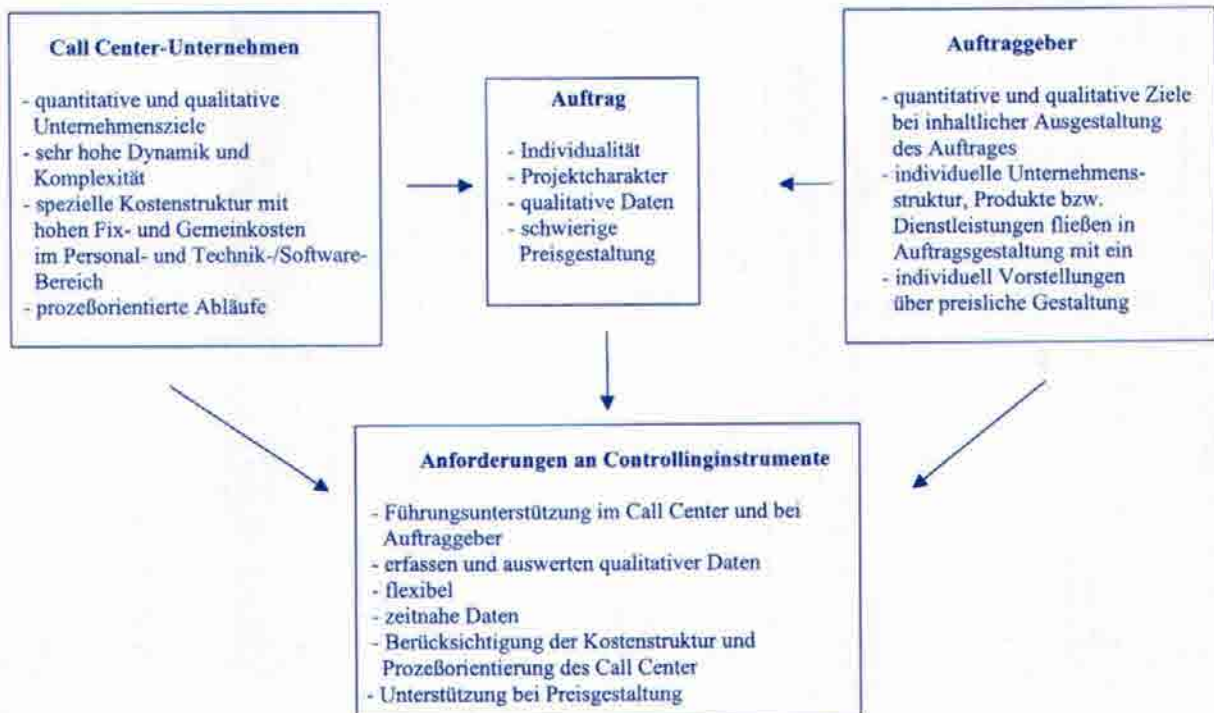 Call Center-Unternehmen
- quantitative und qualitative
Unternehmensziele
- sehr hohe Dynamik und
Komplexität
- spezielle Kostenstruktur mit
hohen Fix- und Gemeinkosten
im Personal- und Technik-/Software-
Bereich
- prozeßorientierte Abläufe
Auftrag
- Individualität
- Projektcharakter
- qualitative Daten
- schwierige
Preisgestaltung
Auftraggeber
- quantitative und qualitative Ziele
bei inhaltlicher Ausgestaltung
des Auftrages
- individuelle Unternehmens-
struktur, Produkte bzw.
Dienstleistungen fließen in
Auftragsgestaltung mit ein
- individuell Vorstellungen
über preisliche Gestaltung
Anforderungen an Controllinginstrumente
- Führungsunterstützung im Call Center und bei
Auftraggeber
- erfassen und auswerten qualitativer Daten
- flexibel
- zeitnahe Daten
- Berücksichtigung der Kostenstruktur und
Prozeßorientierung des Call Center
- Unterstützung bei Preisgestaltung